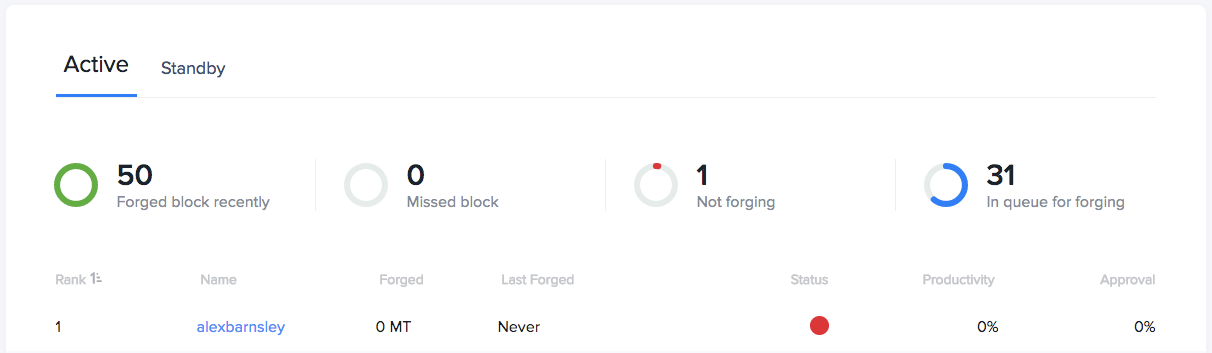 Active Standby
50 0 1 31
Forged block recently Missed block Not forging In queue for forging
Rank Name Forged Last Forged Status Productivity Approval
1 alexbarnsley 0 MT Never 0% 0%